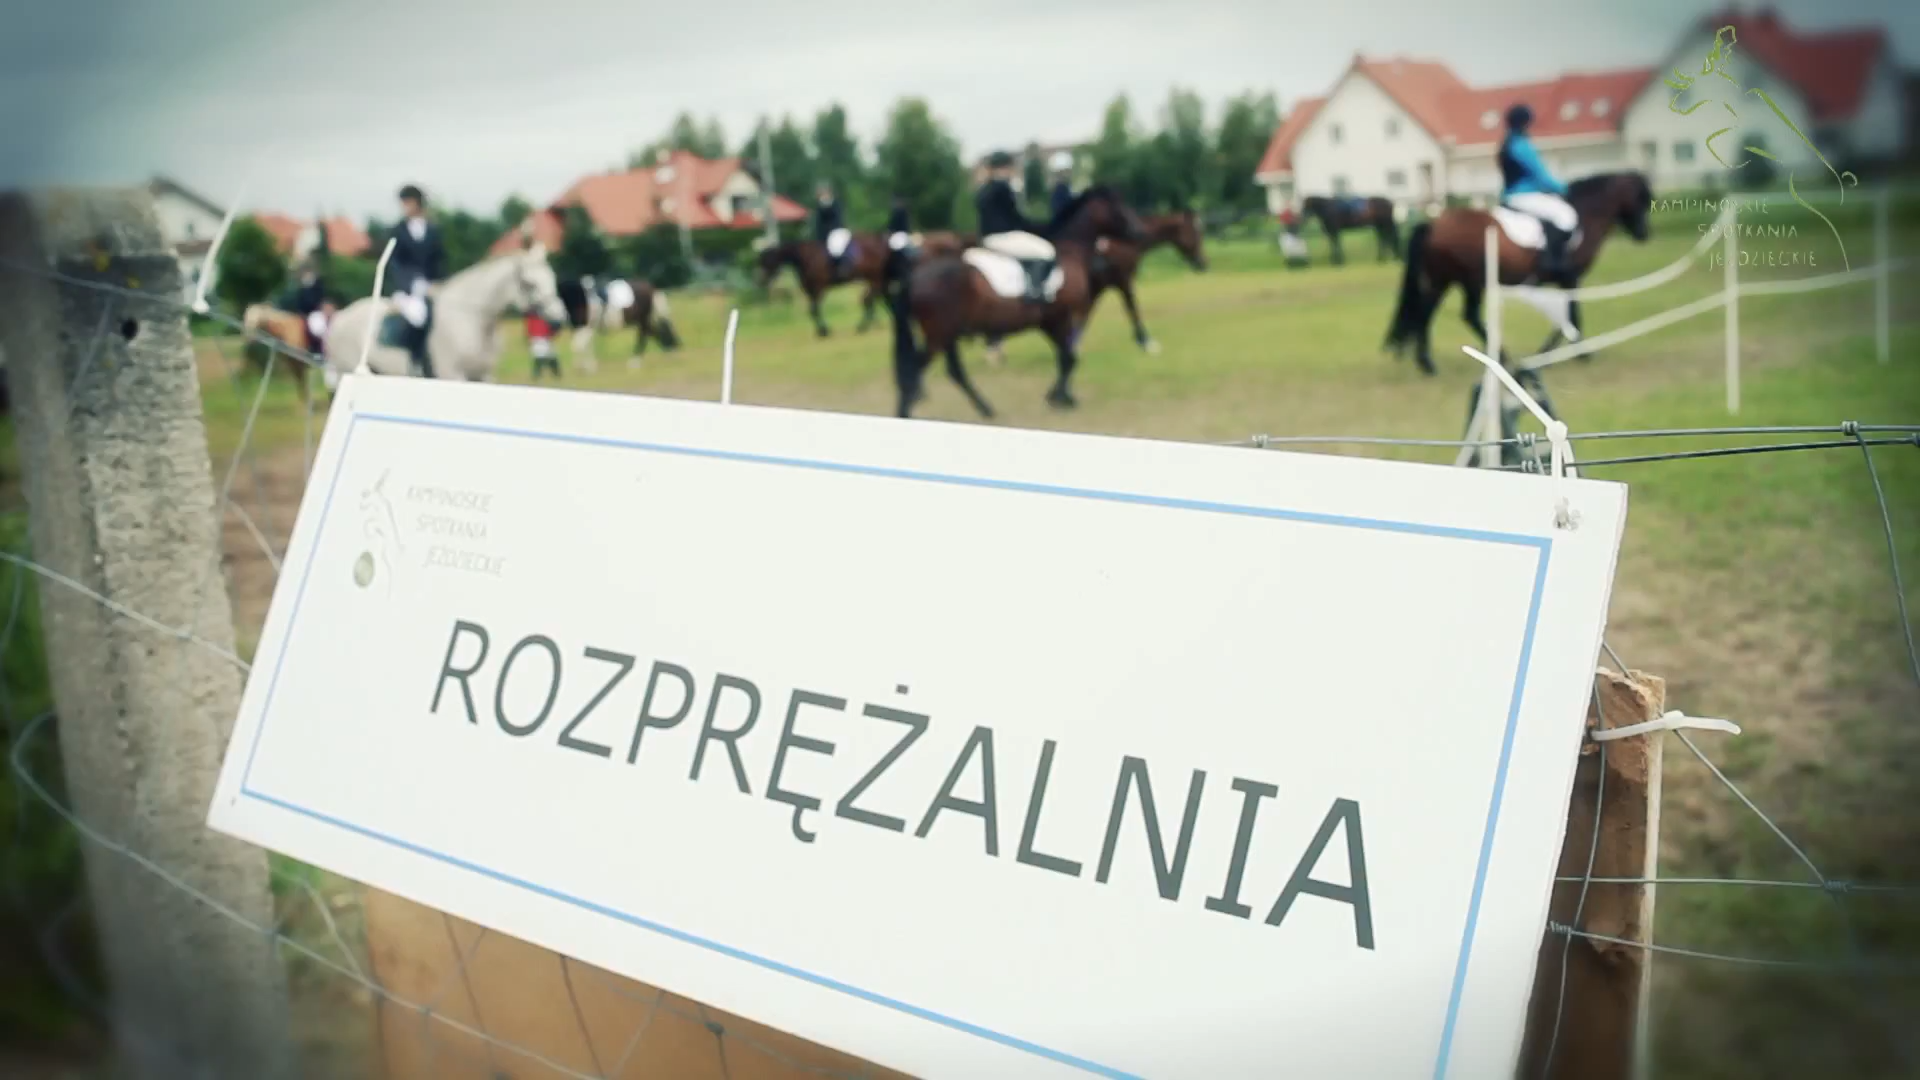 KAMPINOSKIE
SPOTKANIA
JEŹDZIECKIE
KAMPINOSKIE
SPOTKANIA
JEŹDZIECKIE
ROZPRĘŻALNIA